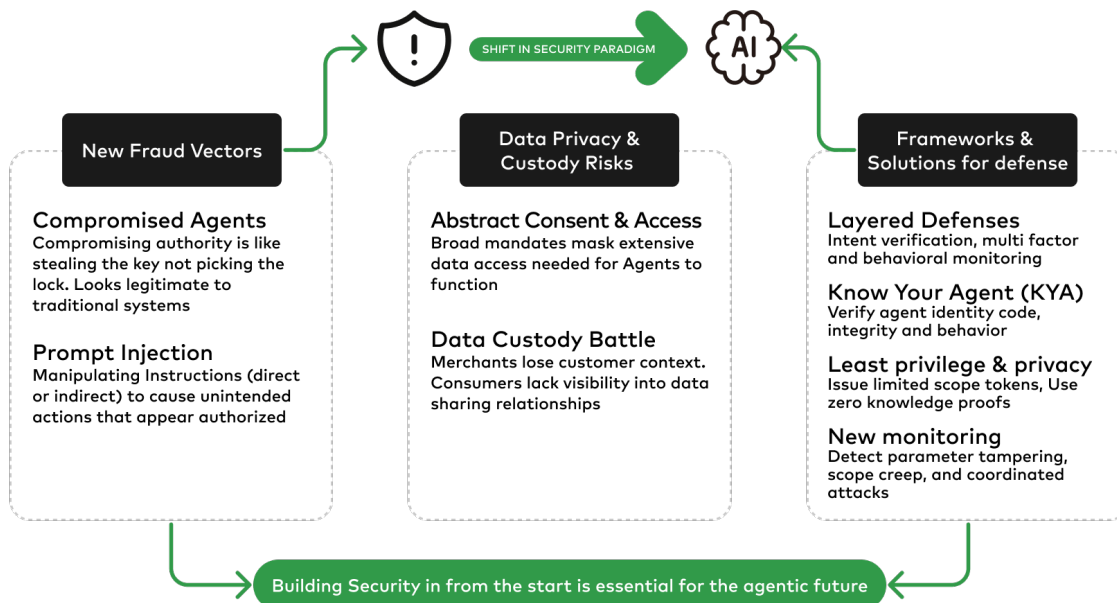 SHIFT IN SECURITY PARADIGM
AI
New Fraud Vectors
Compromised Agents
Compromising authority is like
stealing the key not picking the
lock. Looks legitimate to
traditional systems
Prompt Injection
Manipulating Instructions (direct
or indirect) to cause unintended
actions that appear authorized
Data Privacy &
Custody Risks
Abstract Consent & Access
Broad mandates mask extensive
data access needed for Agents to
function
Data Custody Battle
Merchants lose customer context.
Consumers lack visibility into data
sharing relationships
Frameworks &
Solutions for defense
Layered Defenses
Intent verification, multi factor
and behavioral monitoring
Know Your Agent (KYA)
Verify agent identity code,
integrity and behavior
Least privilege & privacy
Issue limited scope tokens, Use
zero knowledge proofs
New monitoring
Detect parameter tampering,
scope creep, and coordinated
attacks
Building Security in from the start is essential for the agentic future